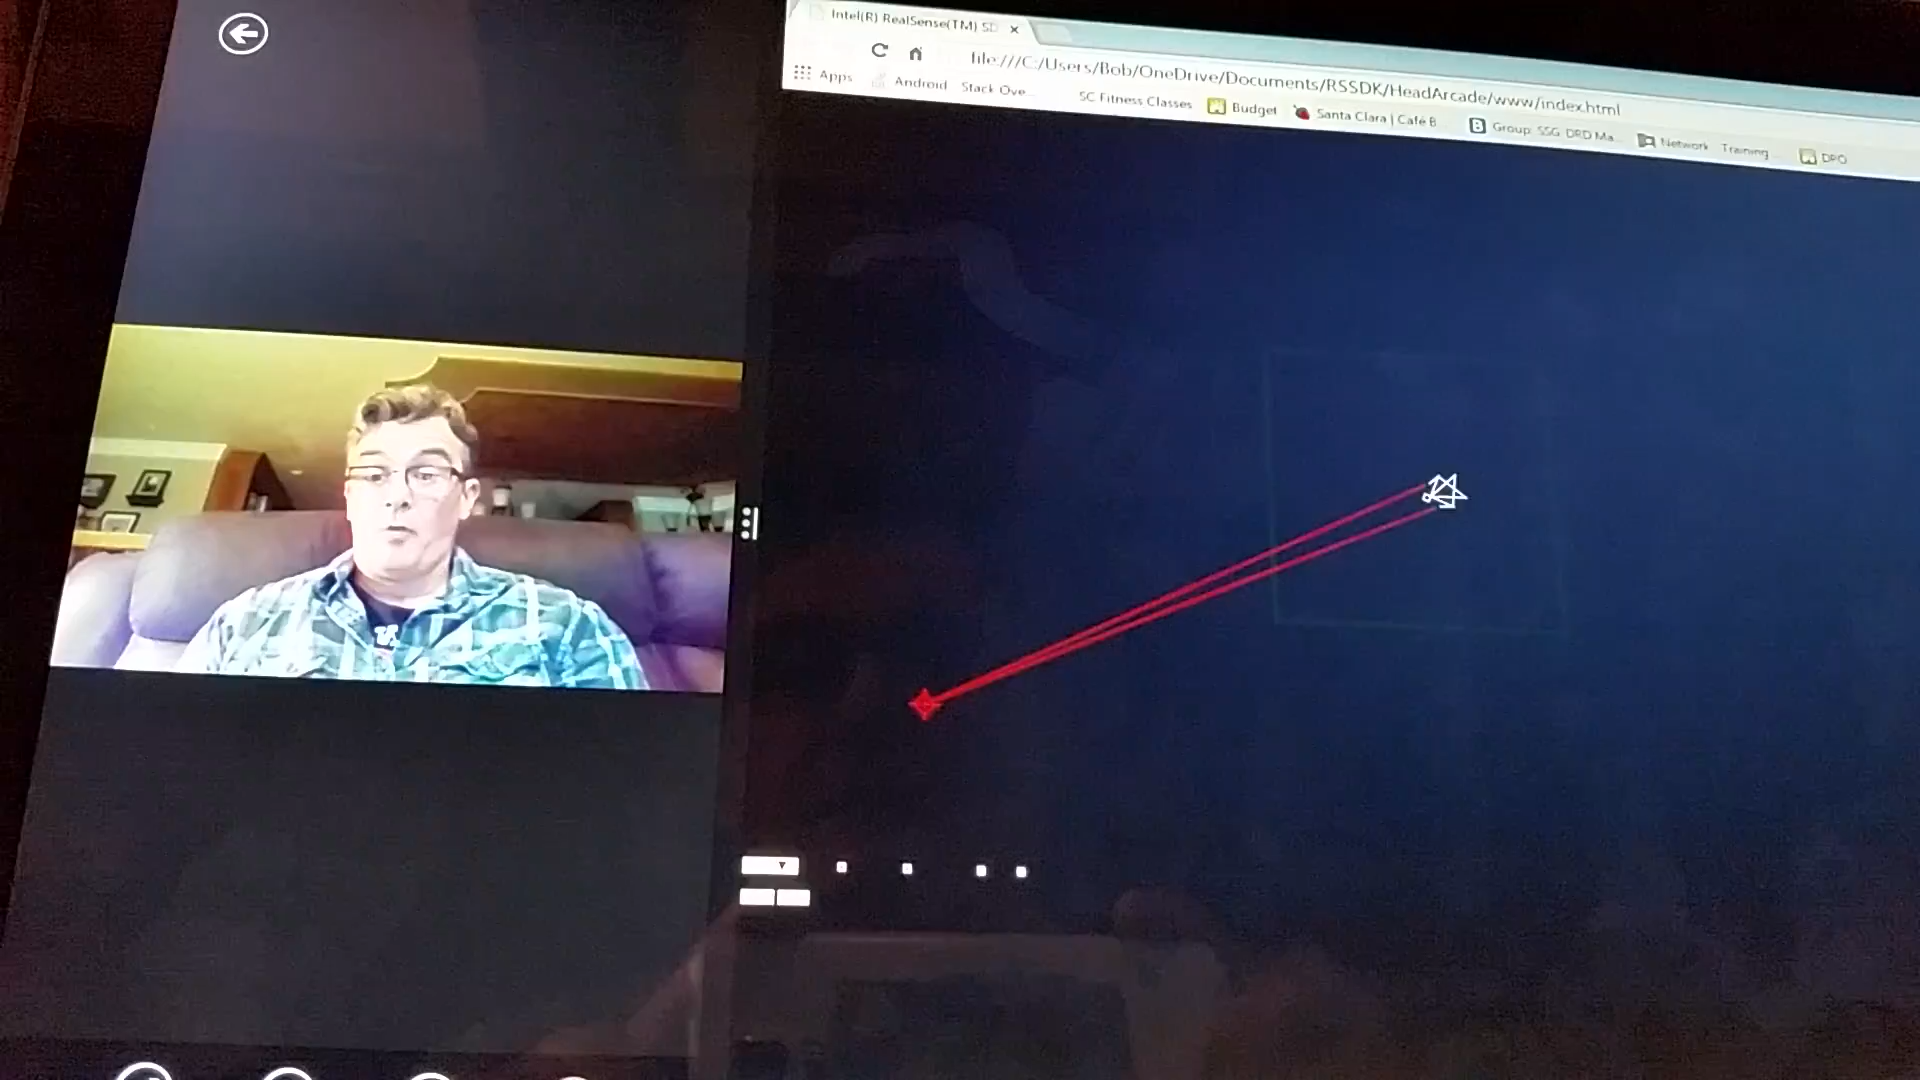 Intel(R) RealSense(TM) SD
file:///C:/Users/Bob/OneDrive/Documents/RSSDK/HeadArcade/www/index.html
Apps Android Stack Ove... SC Fitness Classes Budget Santa Clara | Café B... Group: SSG DRD Ma... Network Training... DPO